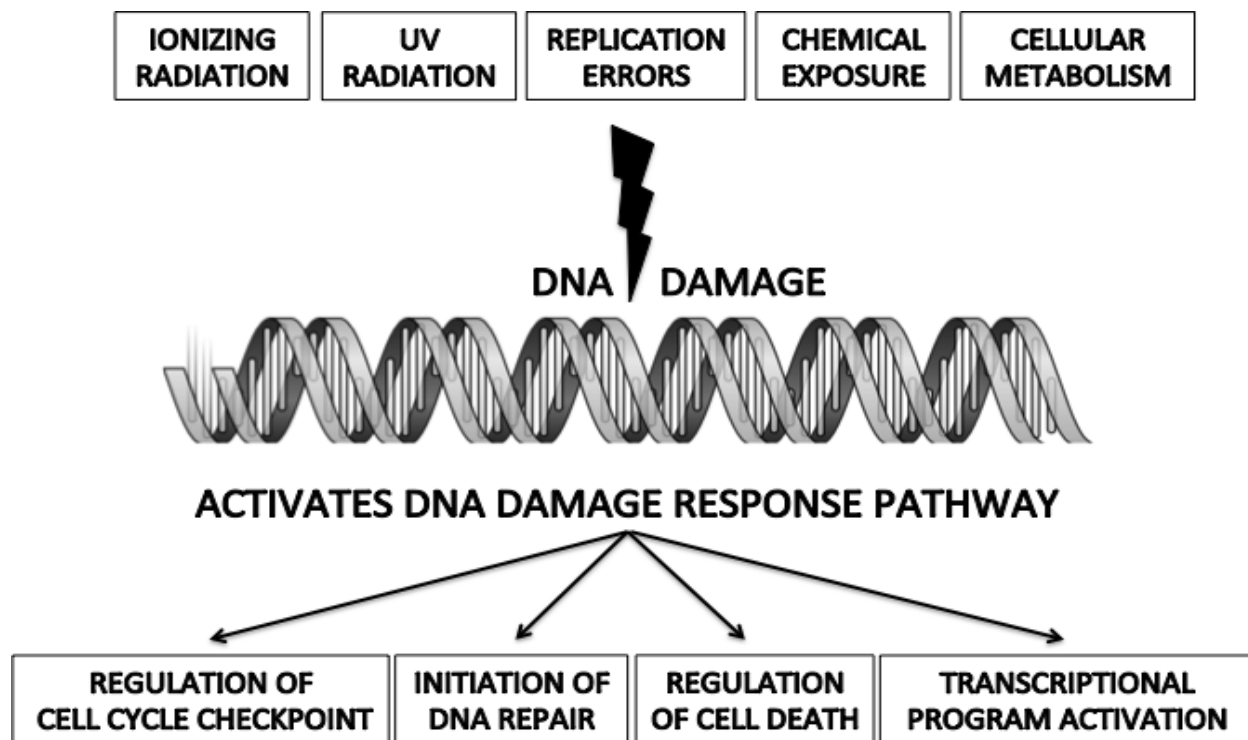 IONIZING
RADIATION
UV
RADIATION
REPLICATION
ERRORS
CHEMICAL
EXPOSURE
CELLULAR
METABOLISM
DNA DAMAGE
ACTIVATES DNA DAMAGE RESPONSE PATHWAY
REGULATION OF
CELL CYCLE CHECKPOINT
INITIATION OF
DNA REPAIR
REGULATION
OF CELL DEATH
TRANSCRIPTIONAL
PROGRAM ACTIVATION